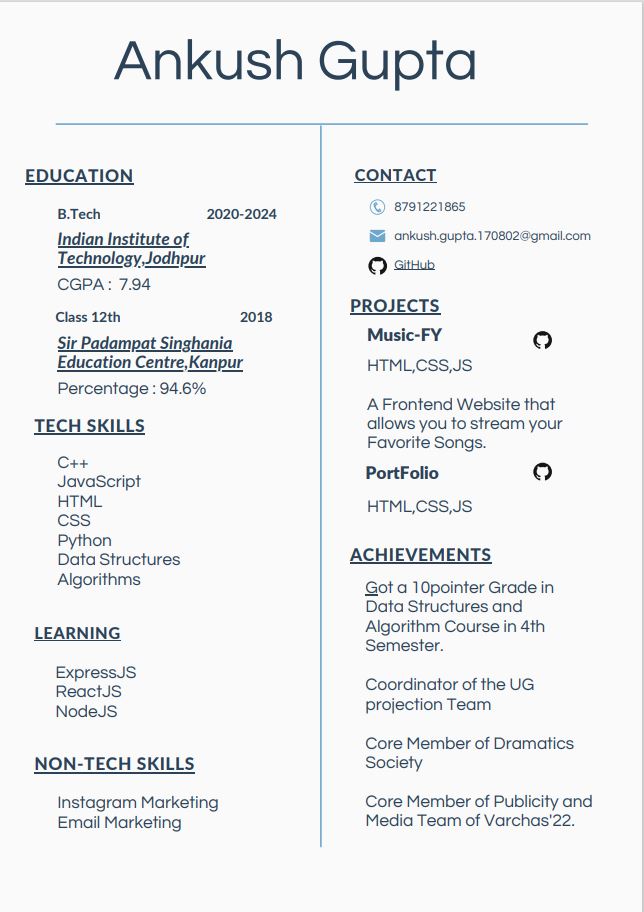 Ankush Gupta
EDUCATION
B.Tech 2020-2024
Indian Institute of
Technology,Jodhpur
CGPA : 7.94
Class 12th 2018
Sir Padampat Singhania
Education Centre,Kanpur
Percentage : 94.6%
TECH SKILLS
C++
JavaScript
HTML
CSS
Python
Data Structures
Algorithms
LEARNING
ExpressJS
ReactJS
NodeJS
NON-TECH SKILLS
Instagram Marketing
Email Marketing
CONTACT
8791221865
ankush.gupta.170802@gmail.com
GitHub
PROJECTS
Music-FY
HTML,CSS,JS
A Frontend Website that
allows you to stream your
Favorite Songs.
PortFolio
HTML,CSS,JS
ACHIEVEMENTS
Got a 10pointer Grade in
Data Structures and
Algorithm Course in 4th
Semester.
Coordinator of the UG
projection Team
Core Member of Dramatics
Society
Core Member of Publicity and
Media Team of Varchas'22.